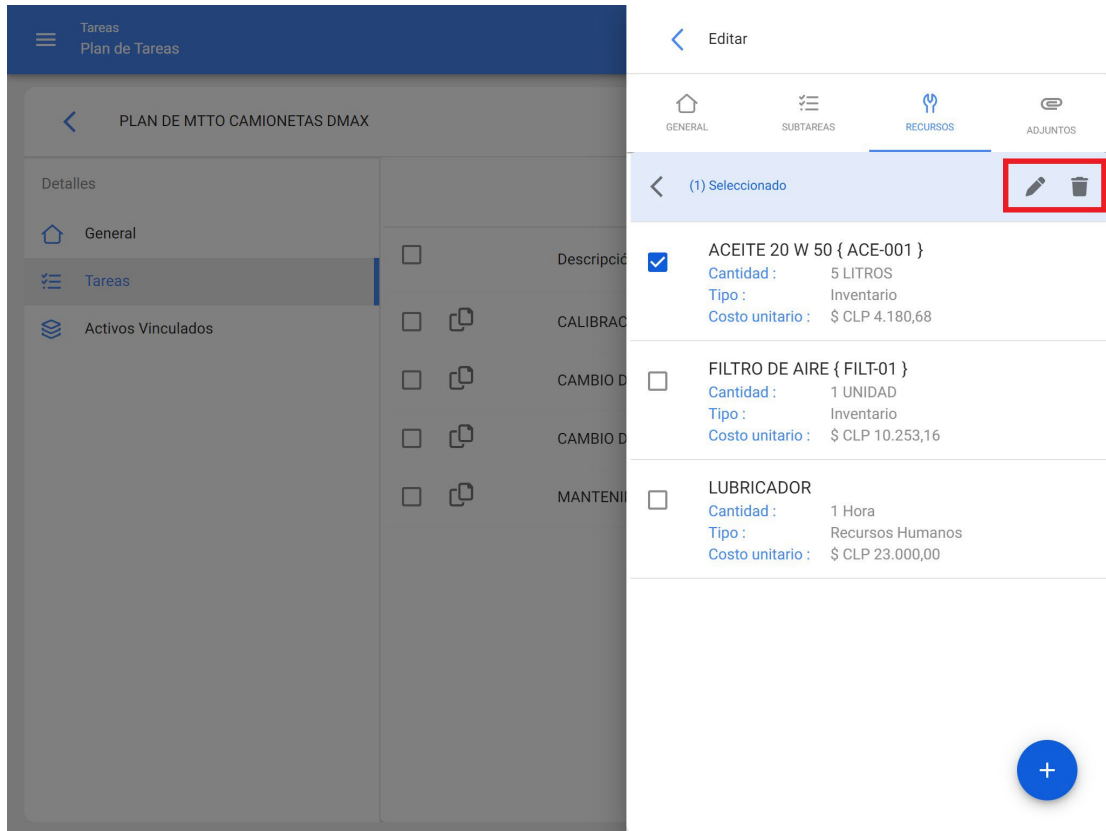 Tareas
Plan de Tareas
PLAN DE MTTO CAMIONETAS DMAX
Detalles
General
Tareas
Activos Vinculados
Descripció
CALIBRAC
CAMBIO D
CAMBIO D
MANTENI
Editar
GENERAL SUBTAREAS RECURSOS ADJUNTOS
(1) Seleccionado
ACEITE 20 W 50 { ACE-001 }
Cantidad : 5 LITROS
Tipo : Inventario
Costo unitario : $ CLP 4.180,68
FILTRO DE AIRE { FILT-01 }
Cantidad : 1 UNIDAD
Tipo : Inventario
Costo unitario : $ CLP 10.253,16
LUBRICADOR
Cantidad : 1 Hora
Tipo : Recursos Humanos
Costo unitario : $ CLP 23.000,00